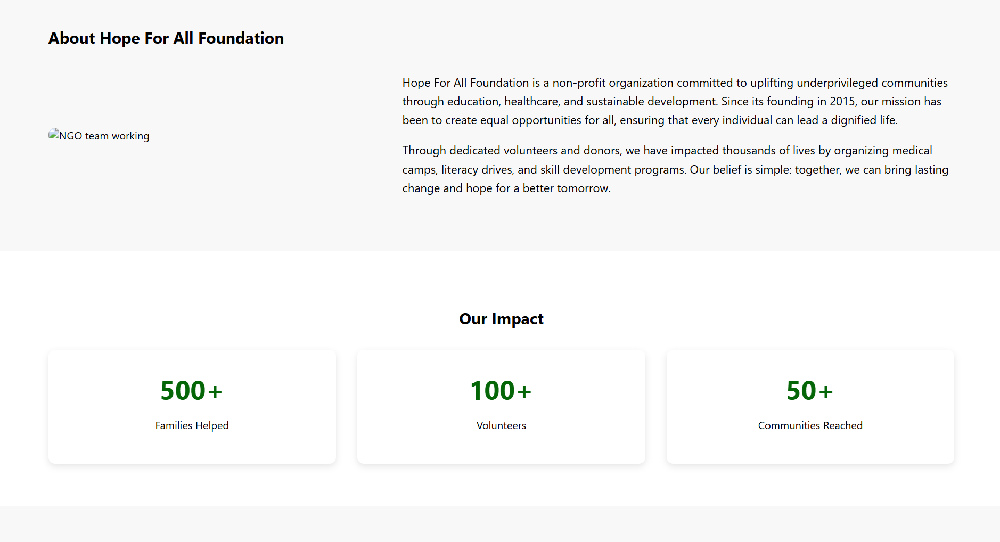 About Hope For All Foundation
NGO team working
Hope For All Foundation is a non-profit organization committed to uplifting underprivileged communities
through education, healthcare, and sustainable development. Since its founding in 2015, our mission has
been to create equal opportunities for all, ensuring that every individual can lead a dignified life.
Through dedicated volunteers and donors, we have impacted thousands of lives by organizing medical
camps, literacy drives, and skill development programs. Our belief is simple: together, we can bring lasting
change and hope for a better tomorrow.
Our Impact
500+
Families Helped
100+
Volunteers
50+
Communities Reached